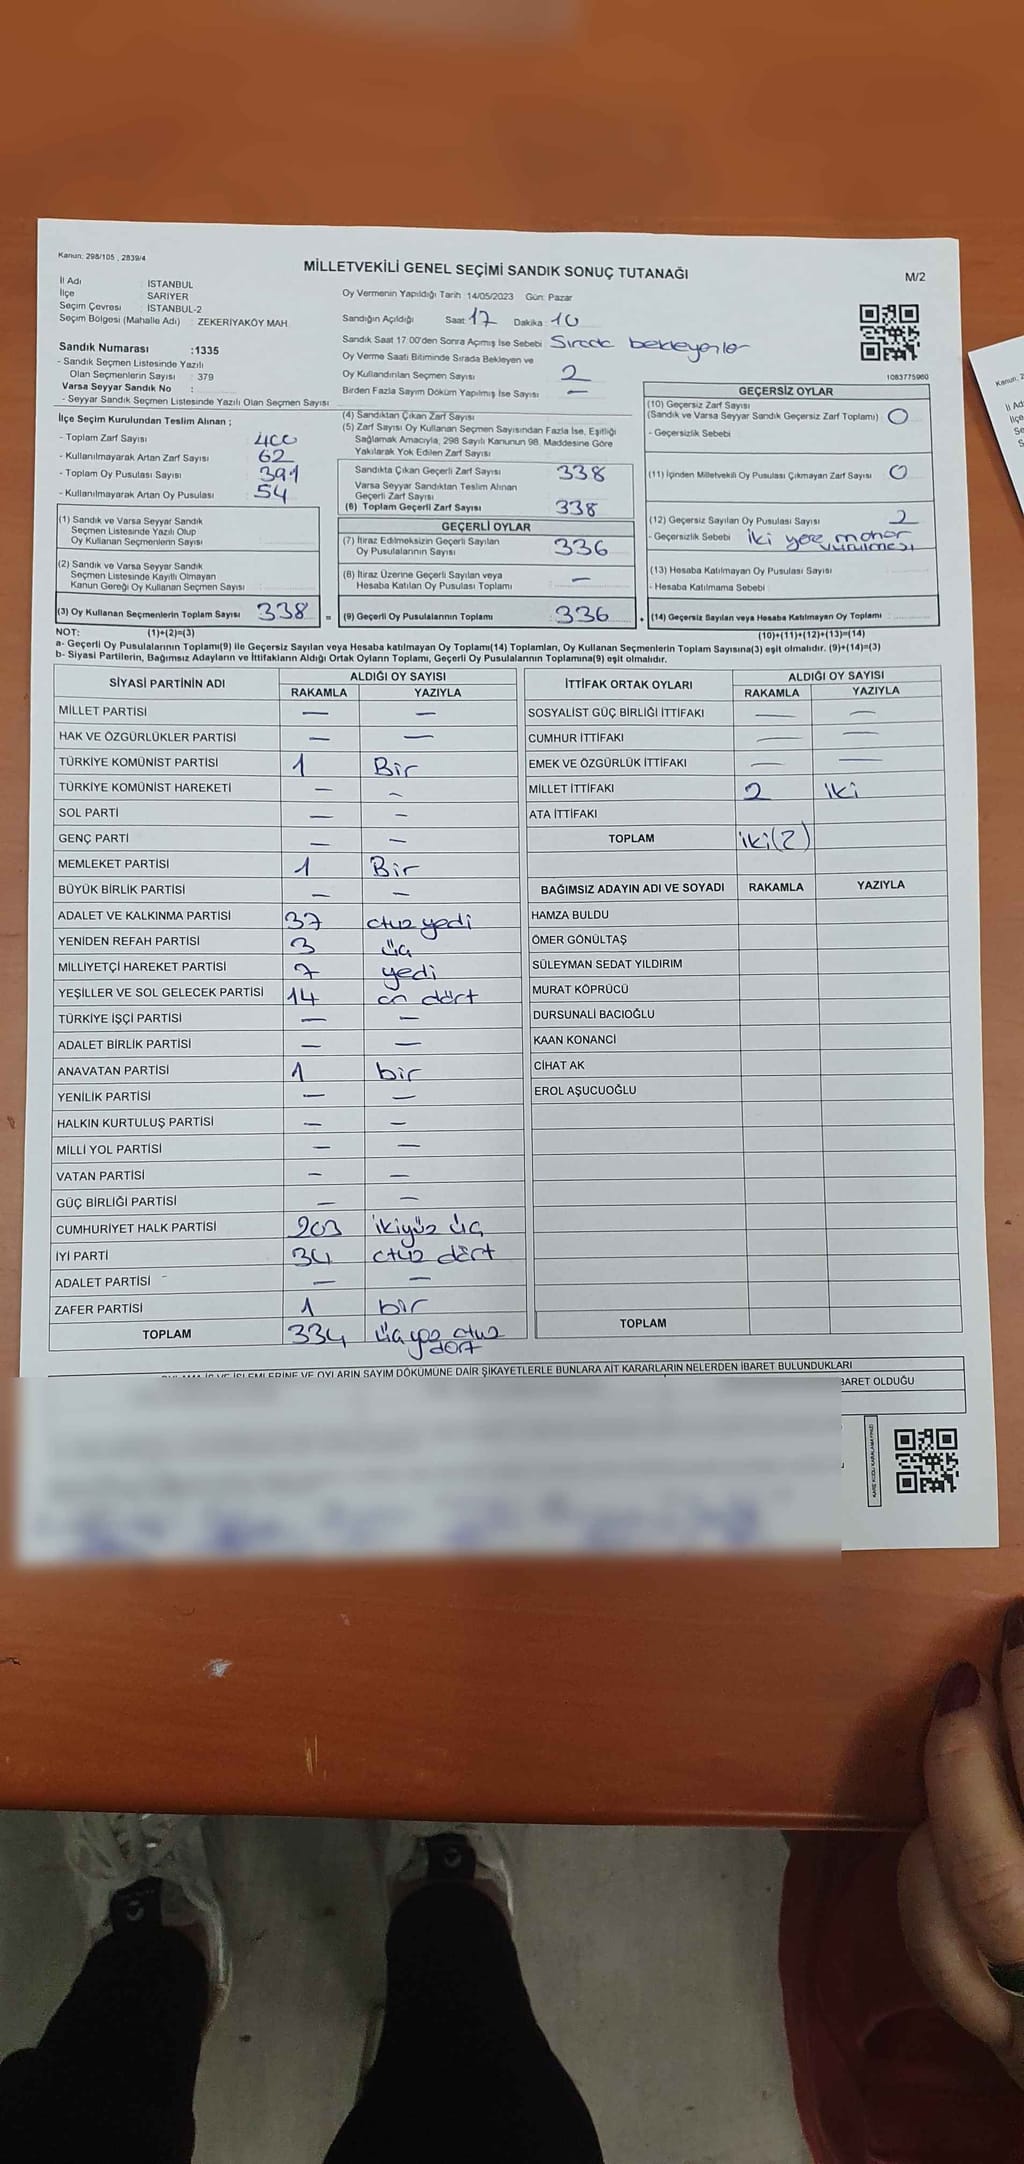 Kanun: 298/105 , 2839/4
MİLLETVEKİLİ GENEL SEÇİMİ SANDIK SONUÇ TUTANAĞI
M/2
İl Adı : İSTANBUL
İlçe : SARIYER
Seçim Çevresi : İSTANBUL-2
Seçim Bölgesi (Mahalle Adı) : ZEKERİYAKÖY MAH.
Sandık Numarası :1335
- Sandık Seçmen Listesinde Yazılı
Olan Seçmenlerin Sayısı : 379
Varsa Seyyar Sandık No :
- Seyyar Sandık Seçmen Listesinde Yazılı Olan Seçmen Sayısı
Oy Vermenin Yapıldığı Tarih :14/05/2023 Gün: Pazar
Sandığın Açıldığı Saat: 17 Dakika: 10
Sandık Saat 17:00'den Sonra Açılmış İse Sebebi : Sırada bekleyenler
Oy Verme Saati Bitiminde Sırada Bekleyen ve
Oy Kullandırılan Seçmen Sayısı 2
Birden Fazla Sayım Döküm Yapılmış İse Sayısı —
1083775960
İlçe Seçim Kurulundan Teslim Alınan ;
- Toplam Zarf Sayısı 400
- Kullanılmayarak Artan Zarf Sayısı 62
- Toplam Oy Pusulası Sayısı 391
- Kullanılmayarak Artan Oy Pusulası 54
(1) Sandık ve Varsa Seyyar Sandık
Seçmen Listesinde Yazılı Olup
Oy Kullanan Seçmenlerin Sayısı
(2) Sandık ve Varsa Seyyar Sandık
Seçmen Listesinde Kayıtlı Olmayan
Kanun Gereği Oy Kullanan Seçmen Sayısı
(3) Oy Kullanan Seçmenlerin Toplam Sayısı 338
(4) Sandıktan Çıkan Zarf Sayısı
(5) Zarf Sayısı Oy Kullanan Seçmen Sayısından Fazla İse, Eşitliği
Sağlamak Amacıyla, 298 Sayılı Kanunun 98. Maddesine Göre
Yakılarak Yok Edilen Zarf Sayısı
Sandıkta Çıkan Geçerli Zarf Sayısı 338
Varsa Seyyar Sandıktan Teslim Alınan
Geçerli Zarf Sayısı
(6) Toplam Geçerli Zarf Sayısı 338
GEÇERLİ OYLAR
(7) İtiraz Edilmeksizin Geçerli Sayılan
Oy Pusulalarının Sayısı 336
(8) İtiraz Üzerine Geçerli Sayılan veya
Hesaba Katılan Oy Pusulası Toplamı —
= (9) Geçerli Oy Pusulalarının Toplamı 336
GEÇERSİZ OYLAR
(10) Geçersiz Zarf Sayısı
(Sandık ve Varsa Seyyar Sandık Geçersiz Zarf Toplamı) 0
- Geçersizlik Sebebi
(11) İçinden Milletvekili Oy Pusulası Çıkmayan Zarf Sayısı 0
(12) Geçersiz Sayılan Oy Pusulası Sayısı 2
- Geçersizlik Sebebi iki yere mühür
vurulması
(13) Hesaba Katılmayan Oy Pusulası Sayısı
- Hesaba Katılmama Sebebi
+ (14) Geçersiz Sayılan veya Hesaba Katılmayan Oy Toplamı
NOT: (1)+(2)=(3) (10)+(11)+(12)+(13)=(14)
a- Geçerli Oy Pusulalarının Toplamı(9) ile Geçersiz Sayılan veya Hesaba katılmayan Oy Toplamı(14) Toplamları, Oy Kullanan Seçmenlerin Toplam Sayısına(3) eşit olmalıdır. (9)+(14)=(3)
b- Siyasi Partilerin, Bağımsız Adayların ve İttifakların Aldığı Ortak Oyların Toplamı, Geçerli Oy Pusulalarının Toplamına(9) eşit olmalıdır.
SİYASİ PARTİNİN ADI ALDIĞI OY SAYISI
RAKAMLA YAZIYLA
MİLLET PARTİSİ — —
HAK VE ÖZGÜRLÜKLER PARTİSİ — —
TÜRKİYE KOMÜNİST PARTİSİ 1 Bir
TÜRKİYE KOMÜNİST HAREKETİ — —
SOL PARTİ — —
GENÇ PARTİ — —
MEMLEKET PARTİSİ 1 Bir
BÜYÜK BİRLİK PARTİSİ — —
ADALET VE KALKINMA PARTİSİ 37 otuz yedi
YENİDEN REFAH PARTİSİ 3 üç
MİLLİYETÇİ HAREKET PARTİSİ 7 yedi
YEŞİLLER VE SOL GELECEK PARTİSİ 14 on dört
TÜRKİYE İŞÇİ PARTİSİ — —
ADALET BİRLİK PARTİSİ — —
ANAVATAN PARTİSİ 1 bir
YENİLİK PARTİSİ — —
HALKIN KURTULUŞ PARTİSİ — —
MİLLİ YOL PARTİSİ — —
VATAN PARTİSİ — —
GÜÇ BİRLİĞİ PARTİSİ — —
CUMHURİYET HALK PARTİSİ 203 ikiyüz üç
İYİ PARTİ 34 otuz dört
ADALET PARTİSİ — —
ZAFER PARTİSİ 1 bir
TOPLAM 334 üçyüz otuz
dört
İTTİFAK ORTAK OYLARI ALDIĞI OY SAYISI
RAKAMLA YAZIYLA
SOSYALİST GÜÇ BİRLİĞİ İTTİFAKI — —
CUMHUR İTTİFAKI — —
EMEK VE ÖZGÜRLÜK İTTİFAKI — —
MİLLET İTTİFAKI 2 iki
ATA İTTİFAKI
TOPLAM iki(2)
BAĞIMSIZ ADAYIN ADI VE SOYADI RAKAMLA YAZIYLA
HAMZA BULDU
ÖMER GÖNÜLTAŞ
SÜLEYMAN SEDAT YILDIRIM
MURAT KÖPRÜCÜ
DURSUNALİ BACIOĞLU
KAAN KONANCİ
CİHAT AK
EROL AŞUCUOĞLU
TOPLAM
İŞLEMLERİNE VE OYLARIN SAYIM DÖKÜMÜNE DAİR ŞİKAYETLERLE BUNLARA AİT KARARLARIN NELERDEN İBARET BULUNDUKLARI
İBARET OLDUĞU